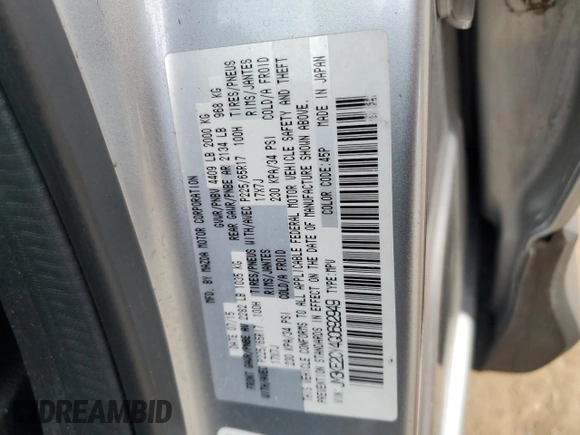 MFD. BY MAZDA MOTOR CORPORATION
DATE 07/15 GVWR/PNBV 4409 LB 2000 KG
FRONT GAWR/PNBE AV 2282 LB 1035 KG REAR GAWR/PNBE AR 2134 LB 968 KG
WITH/AVEC P225/65R17 100H TIRES/PNEUS WITH/AVEC P225/65R17 100H TIRES/PNEUS
17X7J RIMS/JANTES 17X7J RIMS/JANTES
230 KPA/34 PSI COLD/A FROID 230 KPA/34 PSI COLD/A FROID
THIS VEHICLE CONFORMS TO ALL APPLICABLE FEDERAL MOTOR VEHICLE SAFETY AND THEFT
PREVENTION STANDARDS IN EFFECT ON THE DATE OF MANUFACTURE SHOWN ABOVE.
TYPE:MPV COLOR CODE:45P MADE IN JAPAN
DREAMBID
dreambid.com